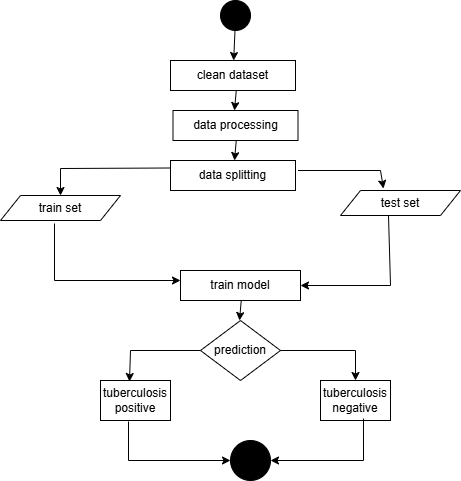 clean dataset
data processing
data splitting
train set
test set
train model
prediction
tuberculosis
positive
tuberculosis
negative